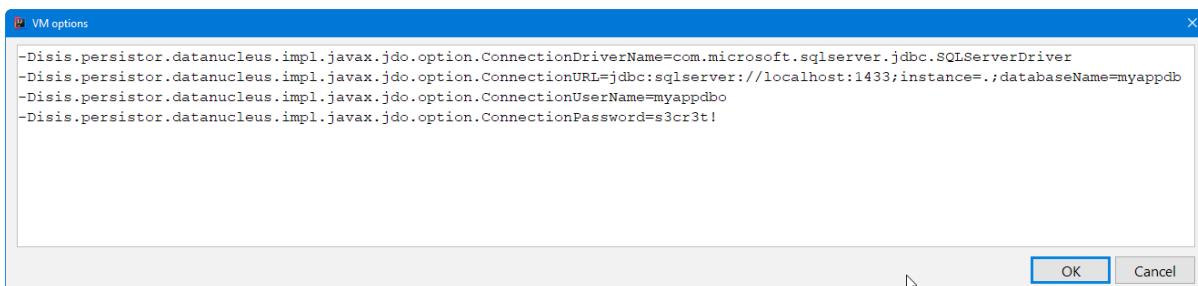 VM options
-Disis.persistor.datanucleus.impl.javax.jdo.option.ConnectionDriverName=com.microsoft.sqlserver.jdbc.SQLServerDriver
-Disis.persistor.datanucleus.impl.javax.jdo.option.ConnectionURL=jdbc:sqlserver://localhost:1433;instance=.;databaseName=myappdb
-Disis.persistor.datanucleus.impl.javax.jdo.option.ConnectionUserName=myappdbo
-Disis.persistor.datanucleus.impl.javax.jdo.option.ConnectionPassword=s3cr3t!
OK Cancel